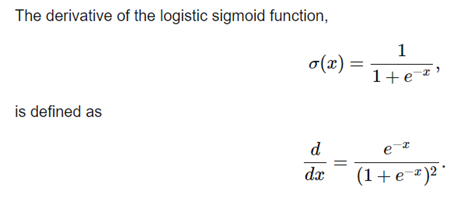 The derivative of the logistic sigmoid function,
σ(x) = 1 / (1 + e^{-x}),
is defined as
d/dx = e^{-x} / (1 + e^{-x})^2.